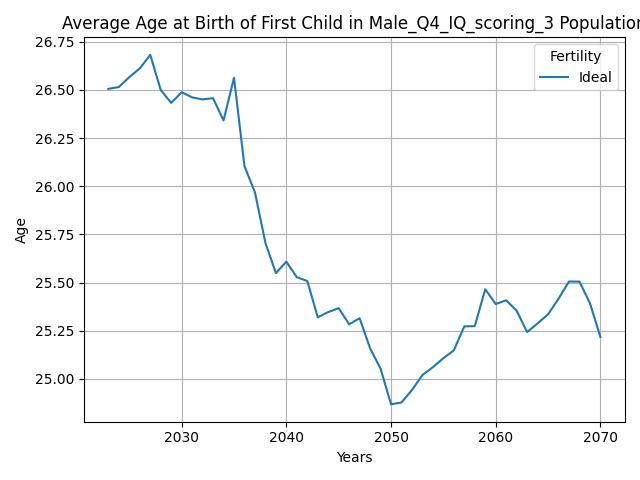 Average Age at Birth of First Child in Male_Q4_IQ_scoring_3 Population
26.75
26.50
26.25
26.00
25.75
25.50
25.25
25.00
Age
Fertility
Ideal
2030 2040 2050 2060 2070
Years